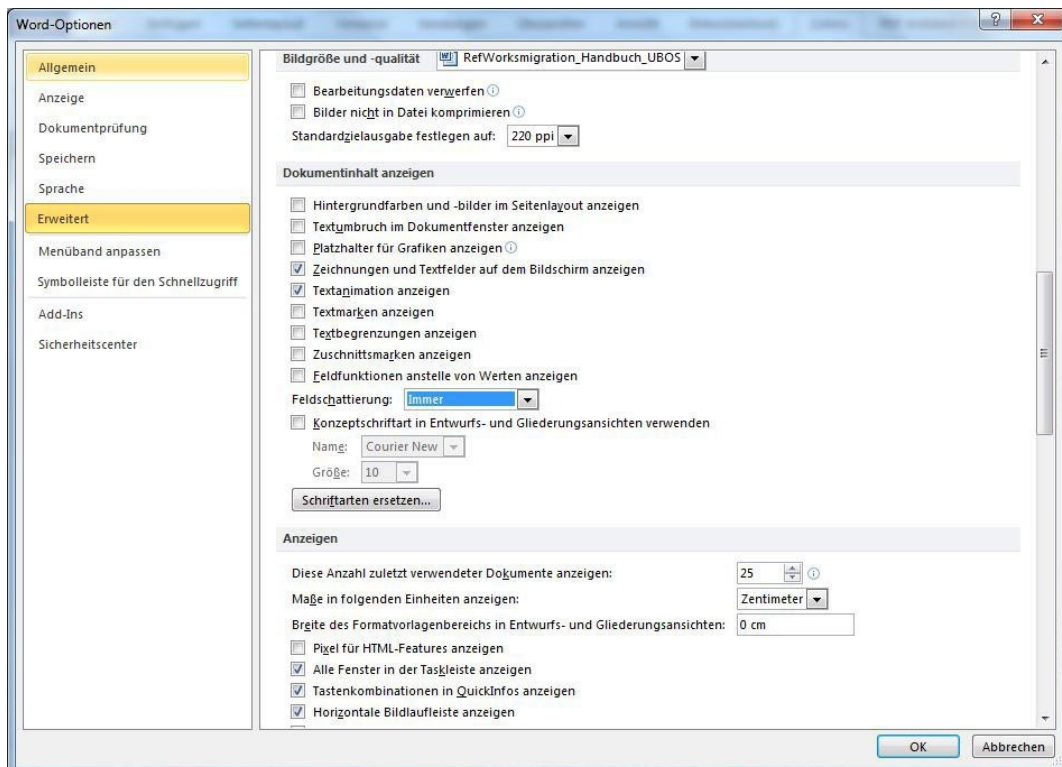 Word-Optionen
Allgemein
Anzeige
Dokumentprüfung
Speichern
Sprache
Erweitert
Menüband anpassen
Symbolleiste für den Schnellzugriff
Add-Ins
Sicherheitscenter
Bildgröße und -qualität RefWorksmigration_Handbuch_UBOS
Bearbeitungsdaten verwerfen
Bilder nicht in Datei komprimieren
Standardzielausgabe festlegen auf: 220 ppi
Dokumentinhalt anzeigen
Hintergrundfarben und -bilder im Seitenlayout anzeigen
Textumbruch im Dokumentfenster anzeigen
Platzhalter für Grafiken anzeigen
Zeichnungen und Textfelder auf dem Bildschirm anzeigen
Textanimation anzeigen
Textmarken anzeigen
Textbegrenzungen anzeigen
Zuschnittsmarken anzeigen
Feldfunktionen anstelle von Werten anzeigen
Feldschattierung: Immer
Konzeptschriftart in Entwurfs- und Gliederungsansichten verwenden
Name: Courier New
Größe: 10
Schriftarten ersetzen...
Anzeigen
Diese Anzahl zuletzt verwendeter Dokumente anzeigen: 25
Maße in folgenden Einheiten anzeigen: Zentimeter
Breite des Formatvorlagenbereichs in Entwurfs- und Gliederungsansichten: 0 cm
Pixel für HTML-Features anzeigen
Alle Fenster in der Taskleiste anzeigen
Tastenkombinationen in QuickInfos anzeigen
Horizontale Bildlaufleiste anzeigen
OK Abbrechen